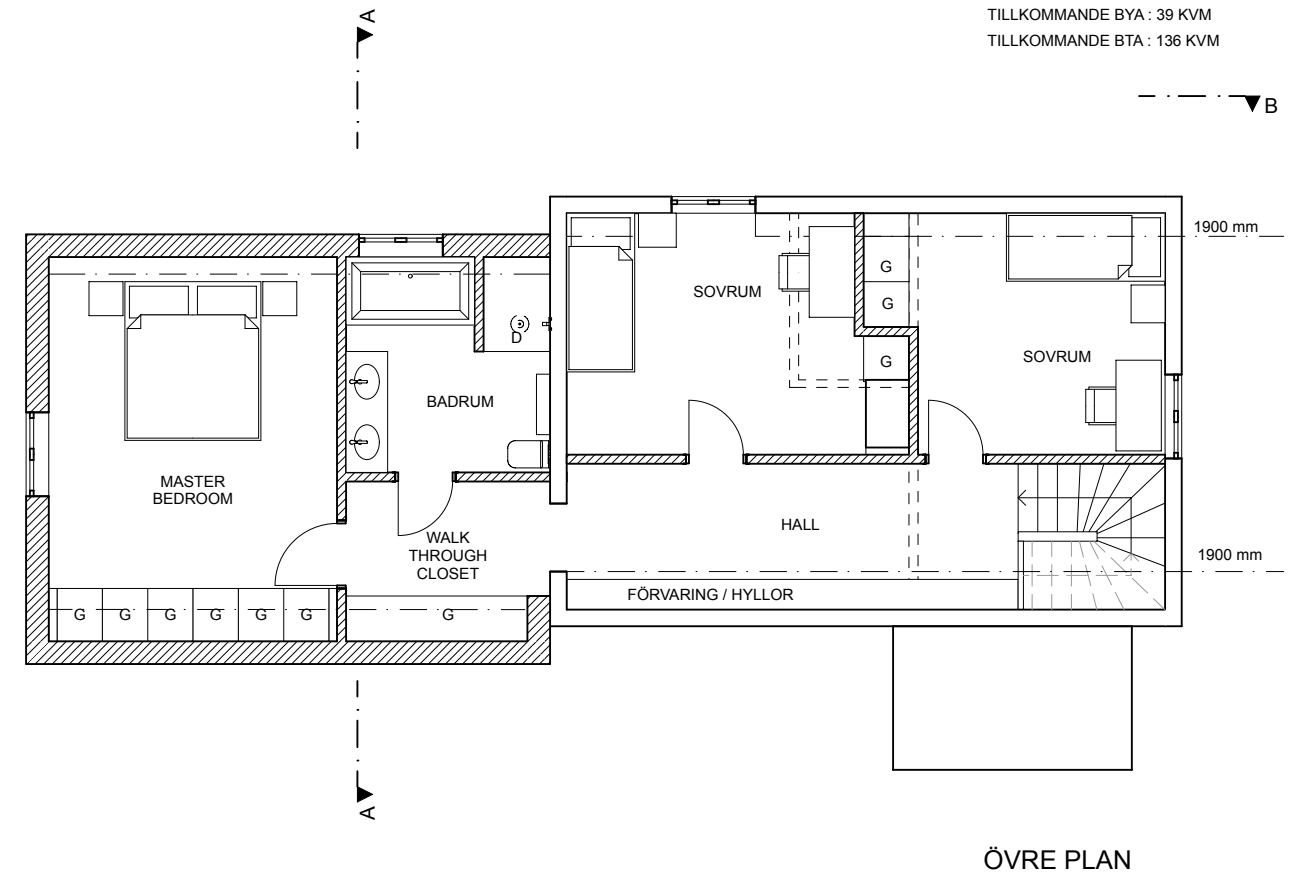 TILLKOMMANDE BYA : 39 KVM
TILLKOMMANDE BTA : 136 KVM
A
B
1900 mm
G
SOVRUM
G
D
SOVRUM
G
BADRUM
MASTER
BEDROOM
HALL
WALK
THROUGH
CLOSET
1900 mm
FÖRVARING / HYLLOR
G G G G G G G
A
ÖVRE PLAN